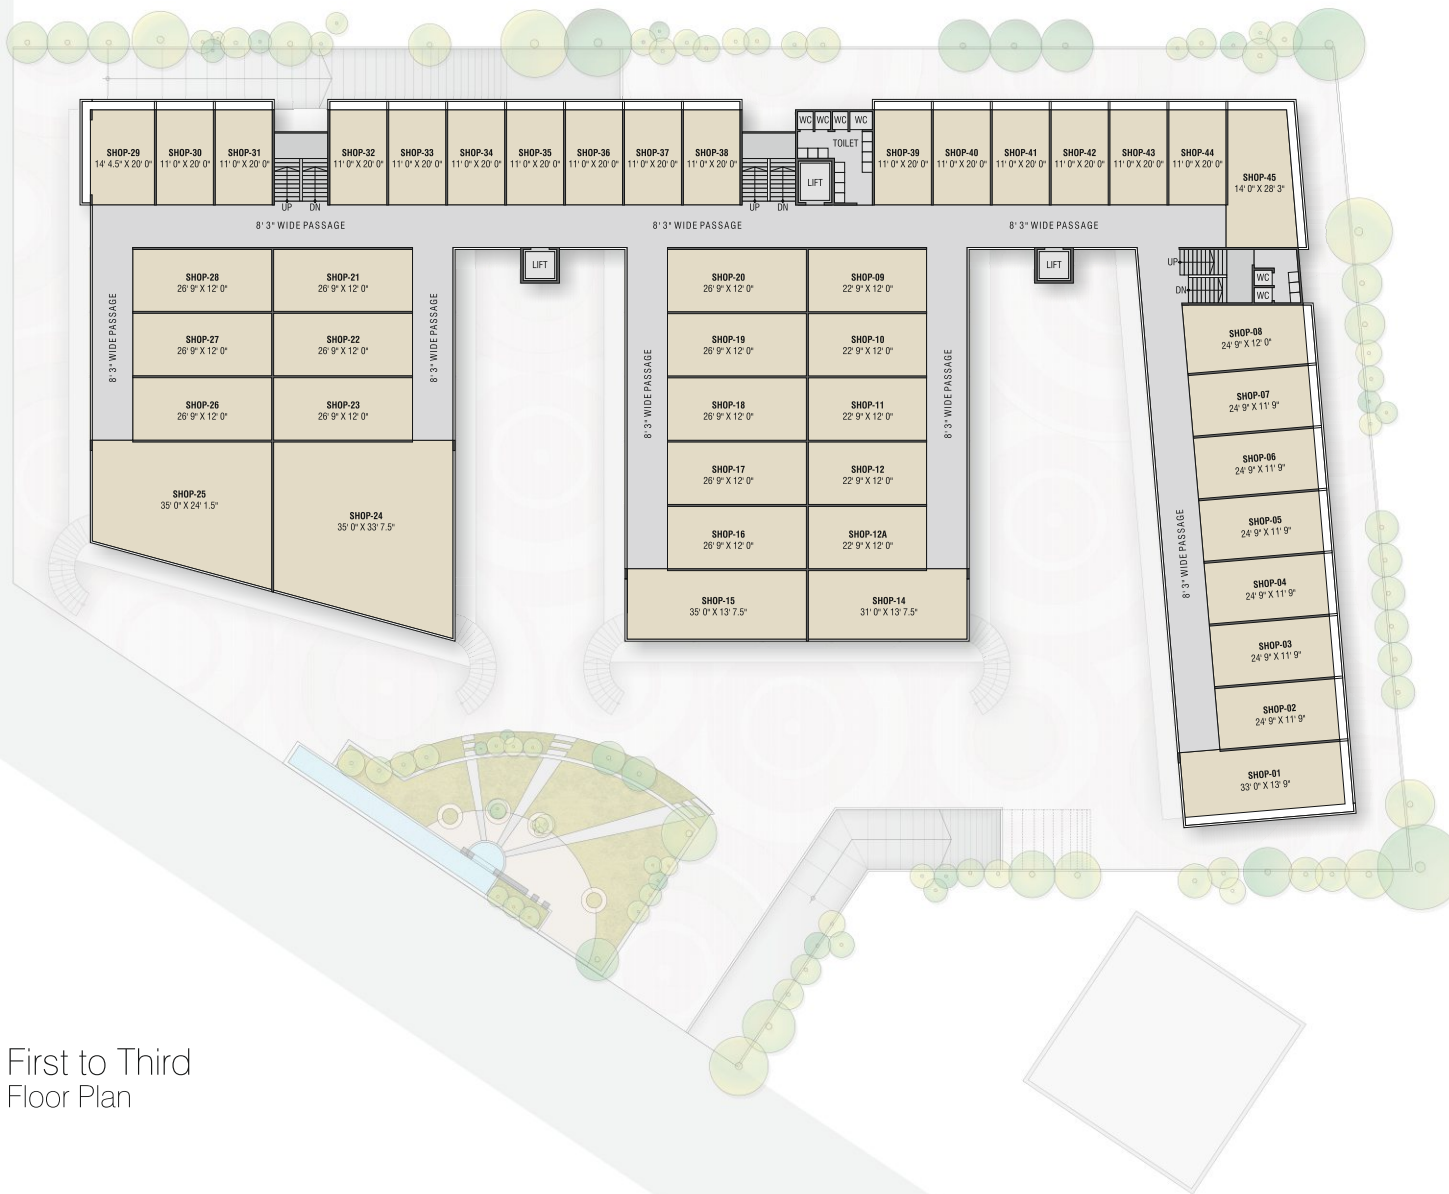 SHOP-29
14' 4.5" X 20' 0"
SHOP-30
11' 0" X 20' 0"
SHOP-31
11' 0" X 20' 0"
UP
DN
SHOP-32
11' 0" X 20' 0"
SHOP-33
11' 0" X 20' 0"
SHOP-34
11' 0" X 20' 0"
SHOP-35
11' 0" X 20' 0"
SHOP-36
11' 0" X 20' 0"
SHOP-37
11' 0" X 20' 0"
SHOP-38
11' 0" X 20' 0"
UP
DN
WC
WC
WC
WC
TOILET
LIFT
SHOP-39
11' 0" X 20' 0"
SHOP-40
11' 0" X 20' 0"
SHOP-41
11' 0" X 20' 0"
SHOP-42
11' 0" X 20' 0"
SHOP-43
11' 0" X 20' 0"
SHOP-44
11' 0" X 20' 0"
SHOP-45
14' 0" X 28' 3"
8' 3" WIDE PASSAGE
8' 3" WIDE PASSAGE
8' 3" WIDE PASSAGE
LIFT
LIFT
UP
DN
WC
WC
8' 3" WIDE PASSAGE
SHOP-28
26' 9" X 12' 0"
SHOP-21
26' 9" X 12' 0"
SHOP-27
26' 9" X 12' 0"
SHOP-22
26' 9" X 12' 0"
SHOP-26
26' 9" X 12' 0"
SHOP-23
26' 9" X 12' 0"
8' 3" WIDE PASSAGE
SHOP-25
35' 0" X 24' 1.5"
SHOP-24
35' 0" X 33' 7.5"
8' 3" WIDE PASSAGE
SHOP-20
26' 9" X 12' 0"
SHOP-09
22' 9" X 12' 0"
SHOP-19
26' 9" X 12' 0"
SHOP-10
22' 9" X 12' 0"
SHOP-18
26' 9" X 12' 0"
SHOP-11
22' 9" X 12' 0"
SHOP-17
26' 9" X 12' 0"
SHOP-12
22' 9" X 12' 0"
SHOP-16
26' 9" X 12' 0"
SHOP-12A
22' 9" X 12' 0"
SHOP-15
35' 0" X 13' 7.5"
SHOP-14
31' 0" X 13' 7.5"
8' 3" WIDE PASSAGE
8' 3" WIDE PASSAGE
SHOP-08
24' 9" X 12' 0"
SHOP-07
24' 9" X 11' 9"
SHOP-06
24' 9" X 11' 9"
SHOP-05
24' 9" X 11' 9"
SHOP-04
24' 9" X 11' 9"
SHOP-03
24' 9" X 11' 9"
SHOP-02
24' 9" X 11' 9"
SHOP-01
33' 0" X 13' 9"
First to Third
Floor Plan